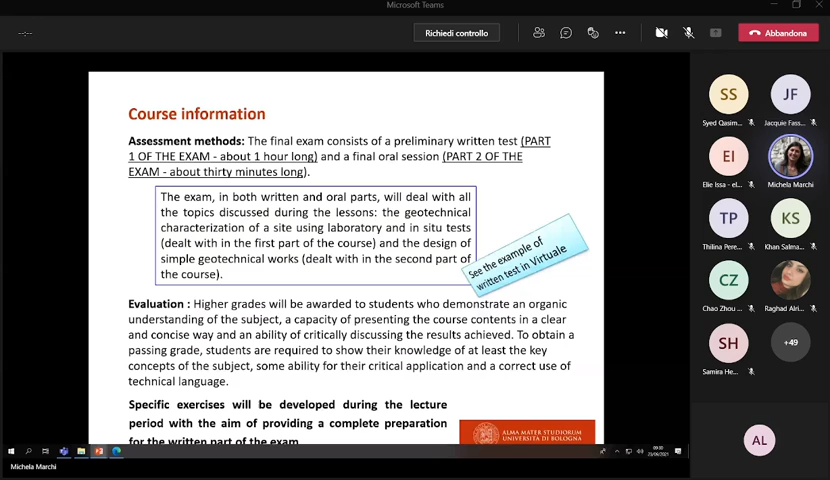 Microsoft Teams
--:--
Richiedi controllo
Abbandona
Course information
Assessment methods: The final exam consists of a preliminary written test (PART
1 OF THE EXAM - about 1 hour long) and a final oral session (PART 2 OF THE
EXAM - about thirty minutes long).
The exam, in both written and oral parts, will deal with all
the topics discussed during the lessons: the geotechnical
characterization of a site using laboratory and in situ tests
(dealt with in the first part of the course) and the design of
simple geotechnical works (dealt with in the second part of
the course).
See the example of
written test in Virtuale
Evaluation : Higher grades will be awarded to students who demonstrate an organic
understanding of the subject, a capacity of presenting the course contents in a clear
and concise way and an ability of critically discussing the results achieved. To obtain a
passing grade, students are required to show their knowledge of at least the key
concepts of the subject, some ability for their critical application and a correct use of
technical language.
Specific exercises will be developed during the lecture
period with the aim of providing a complete preparation
for the written part of the exam
ALMA MATER STUDIORUM
UNIVERSITÀ DI BOLOGNA
23/09/2021
Michela Marchi
SS
Syed Qasim...
JF
Jacquie Fass...
EI
Elie Issa - el...
Michela Marchi
TP
Thilina Pere...
KS
Khan Salma...
CZ
Chao Zhou ...
Raghad Alri...
SH
Samira He...
+49
AL